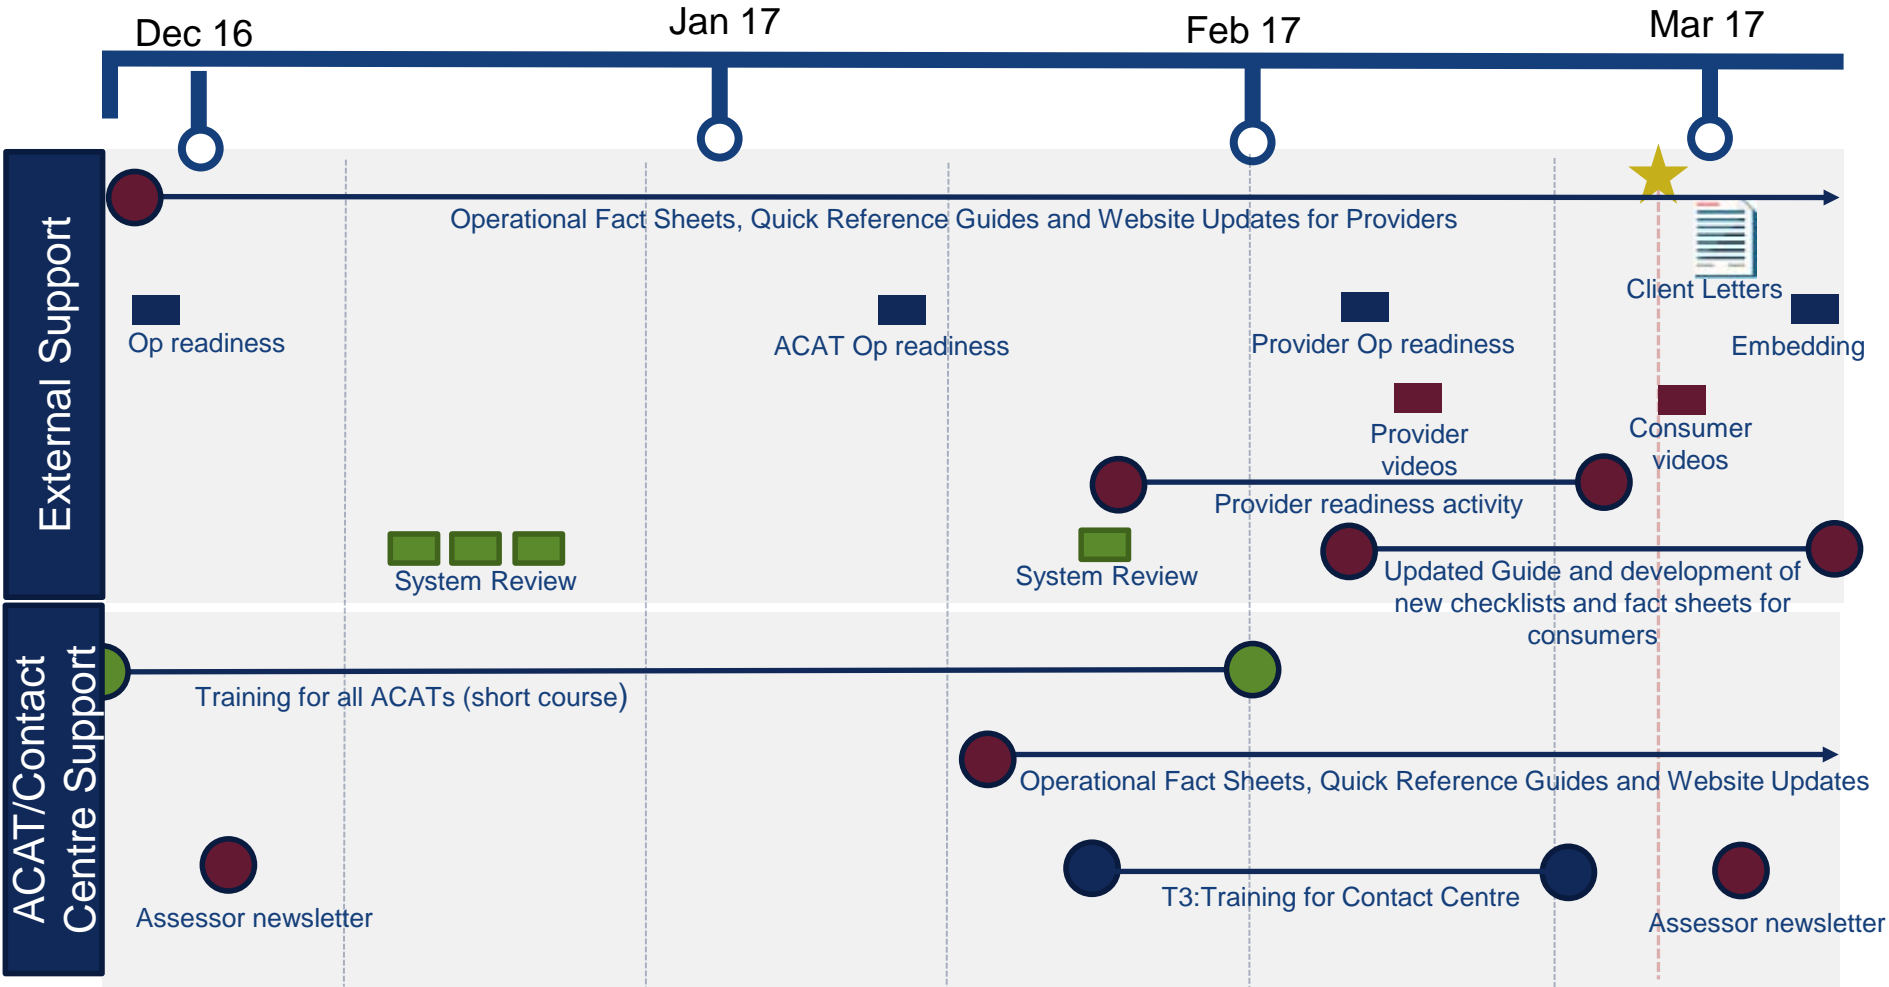 Dec 16
Jan 17
Feb 17
Mar 17
External Support
Operational Fact Sheets, Quick Reference Guides and Website Updates for Providers
Client Letters
Op readiness
ACAT Op readiness
Provider Op readiness
Embedding
Provider
videos
Consumer
videos
Provider readiness activity
System Review
System Review
Updated Guide and development of
new checklists and fact sheets for
consumers
ACAT/Contact
Centre Support
Training for all ACATs (short course)
Operational Fact Sheets, Quick Reference Guides and Website Updates
T3:Training for Contact Centre
Assessor newsletter
Assessor newsletter